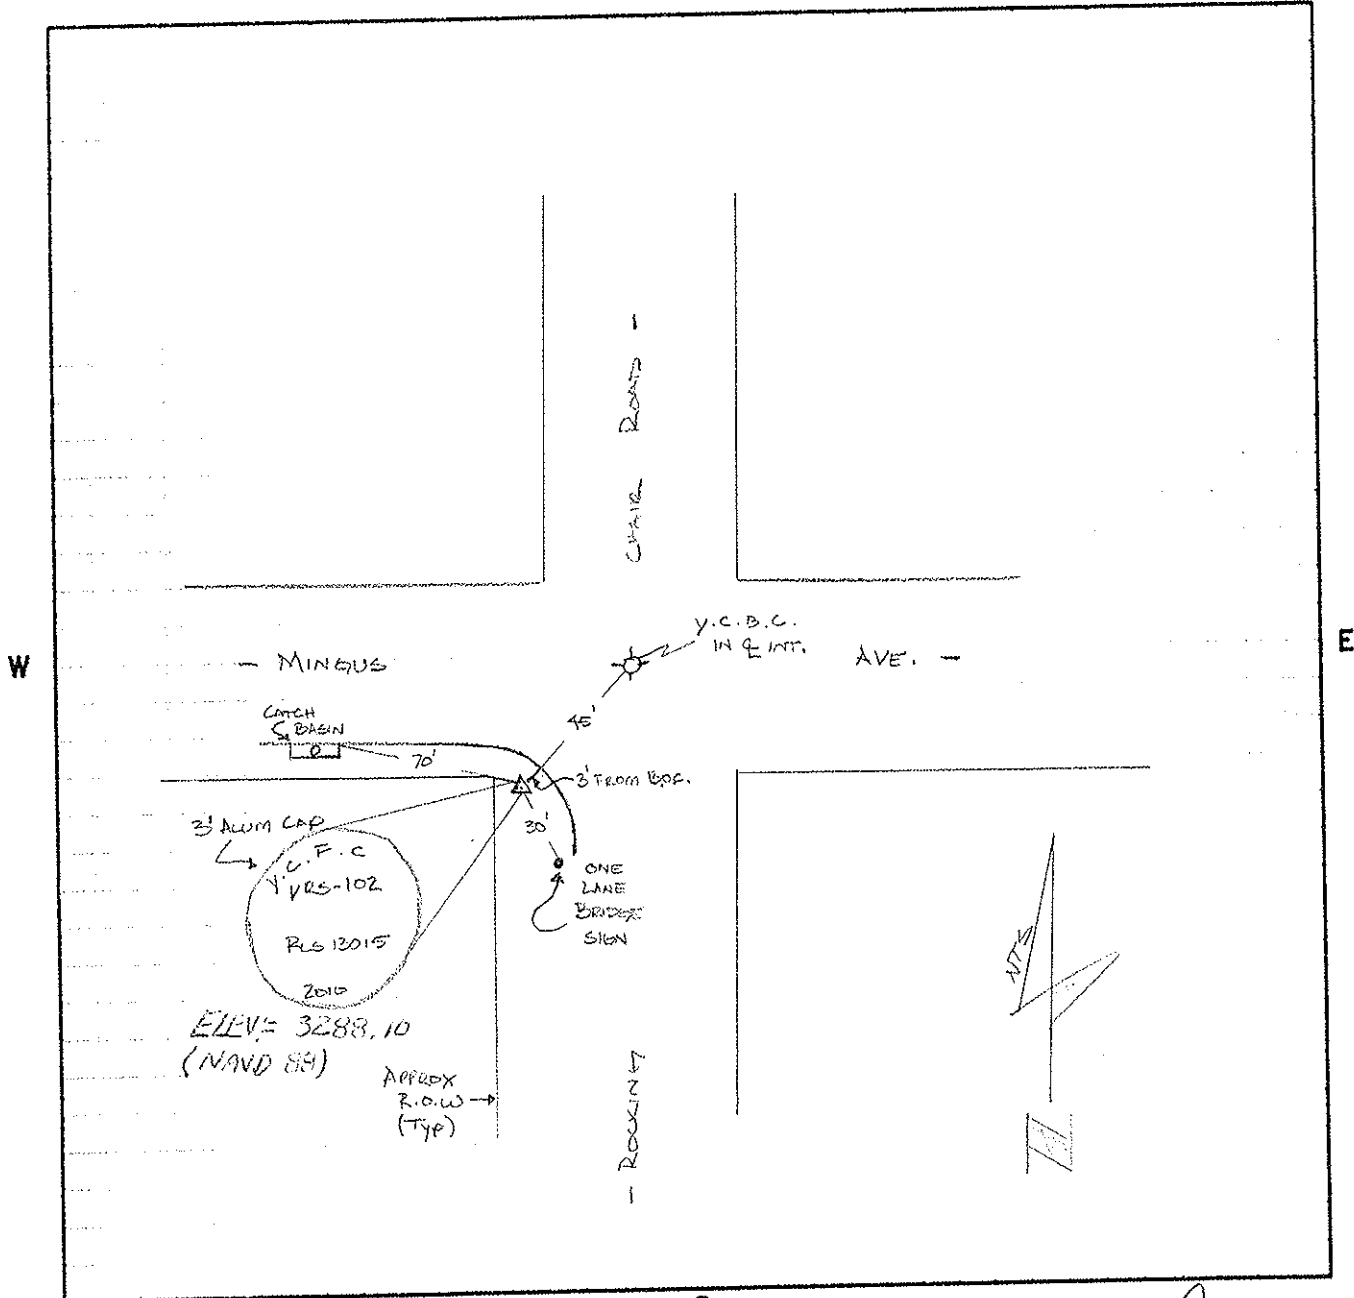 CHAIR ROAD -
Y.C.B.C.
IN ℄ INT.
W
- MINGUS
AVE. -
E
CATCH
BASIN
45'
70'
3' FROM BOC.
30'
3" ALUM CAP
Y.C.F.C
VRS-102
RLS 13015
2010
ONE
LANE
BRIDGE
SIGN
ELEV= 3288.10
(NAVD 88)
APPROX
R.O.W
(TYP)
- ROCKING
NTS